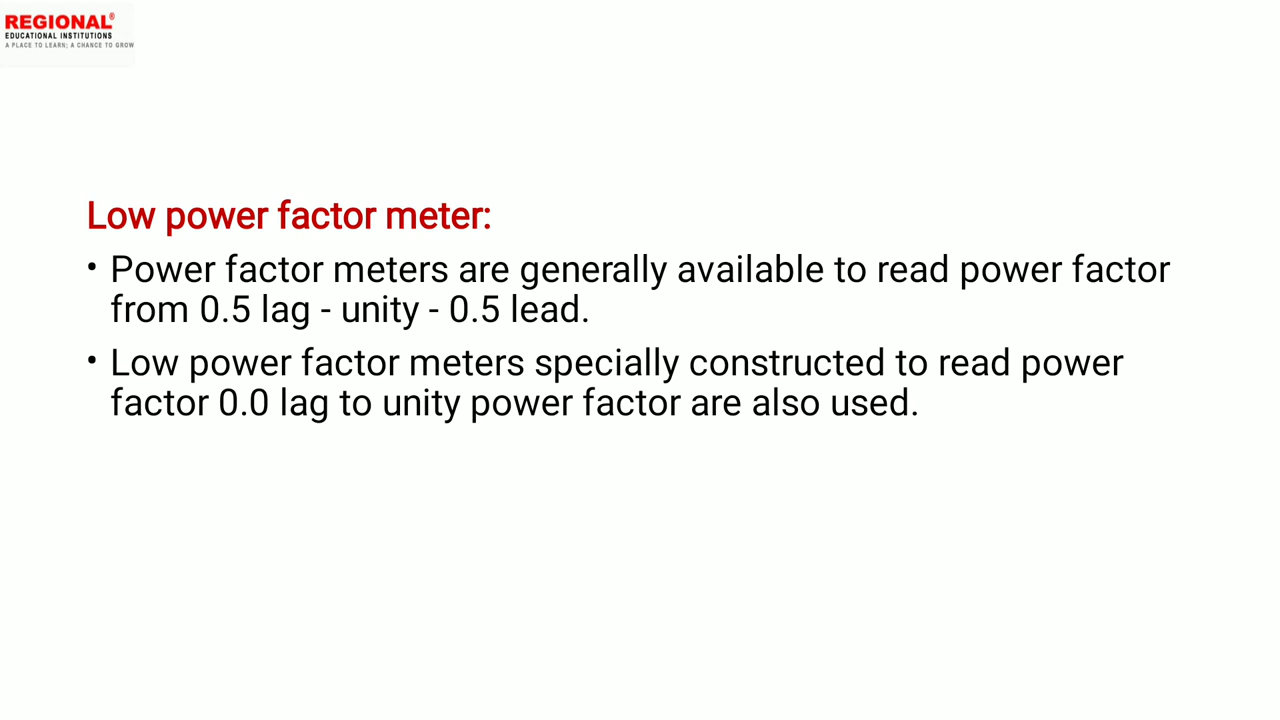 REGIONAL®
EDUCATIONAL INSTITUTIONS
A PLACE TO LEARN; A CHANCE TO GROW
Low power factor meter:
• Power factor meters are generally available to read power factor
from 0.5 lag - unity - 0.5 lead.
• Low power factor meters specially constructed to read power
factor 0.0 lag to unity power factor are also used.